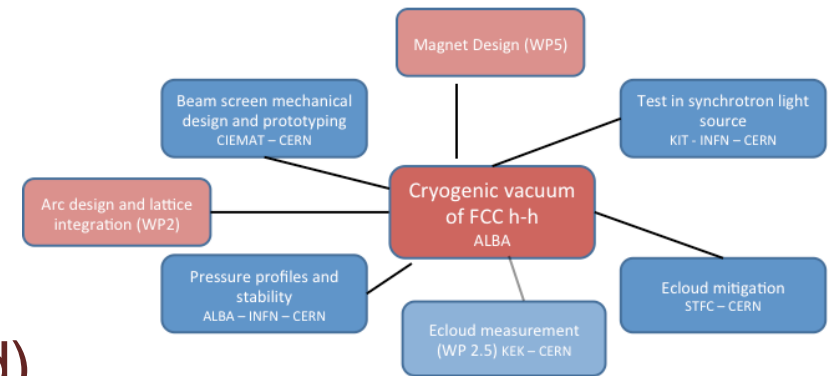 Magnet Design (WP5)
Beam screen mechanical
design and prototyping
CIEMAT – CERN
Test in synchrotron light
source
KIT - INFN – CERN
Arc design and lattice
integration (WP2)
Cryogenic vacuum
of FCC h-h
ALBA
Pressure profiles and
stability
ALBA – INFN – CERN
Ecloud mitigation
STFC – CERN
Ecloud measurement
(WP 2.5) KEK – CERN
d)